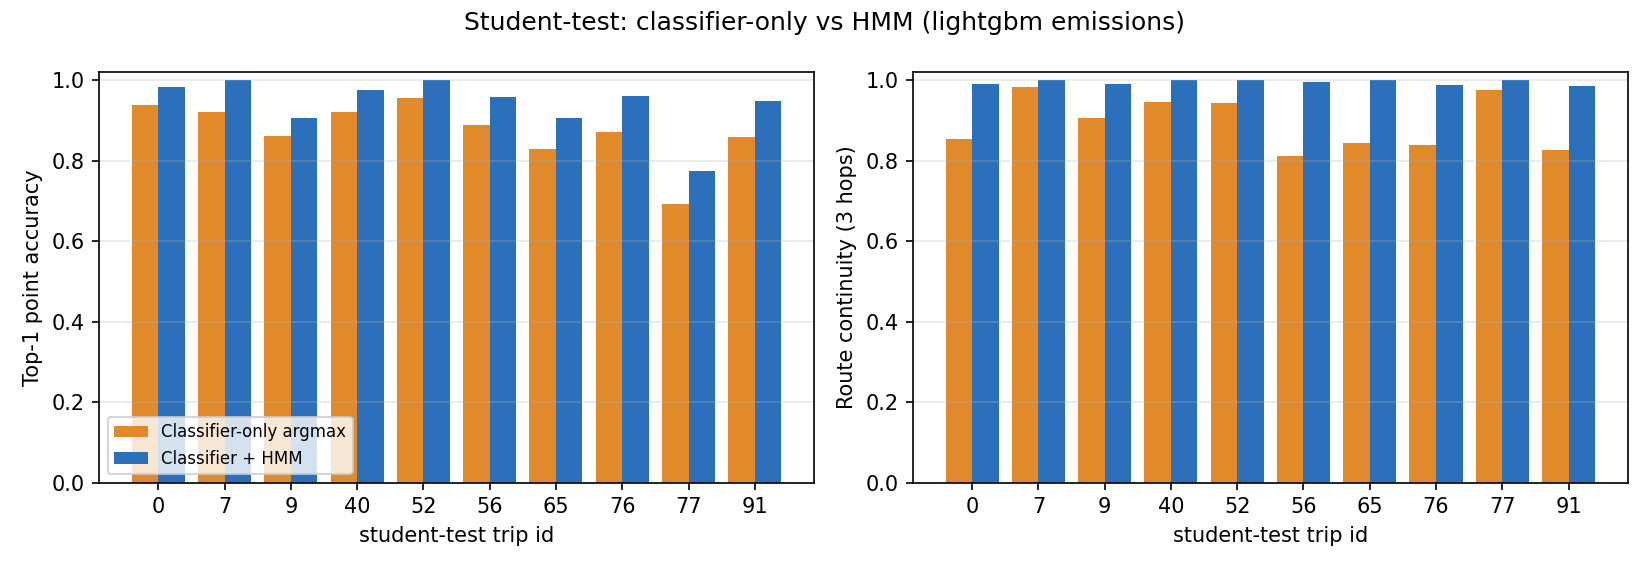 Student-test: classifier-only vs HMM (lightgbm emissions)
Top-1 point accuracy
1.0
0.8
0.6
0.4
0.2
0.0
Classifier-only argmax
Classifier + HMM
0 7 9 40 52 56 65 76 77 91
student-test trip id
Route continuity (3 hops)
1.0
0.8
0.6
0.4
0.2
0.0
0 7 9 40 52 56 65 76 77 91
student-test trip id